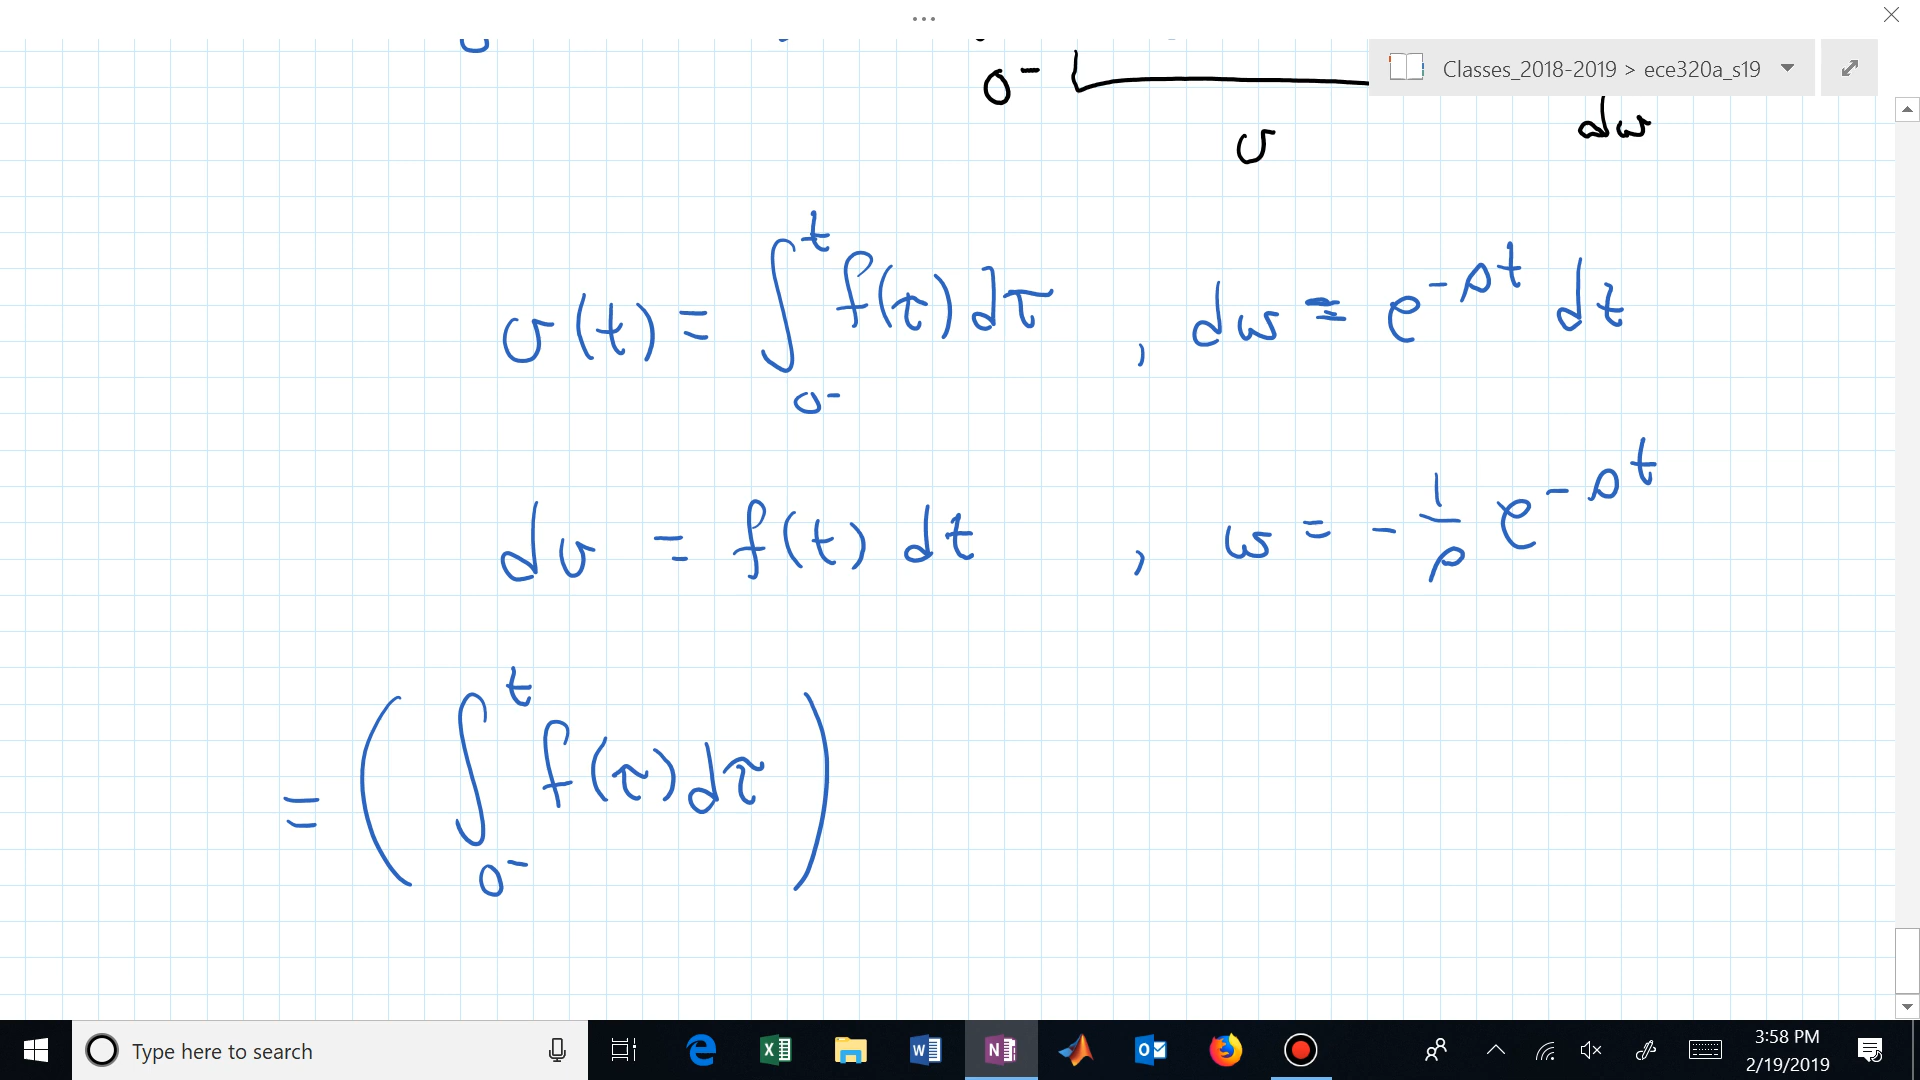 Classes_2018-2019 > ece320a_s19
0⁻
v
dw
v(t) = ∫₀₋ᵗ f(τ) dτ , dw = e^{-st} dt
dv = f(t) dt , w = - 1/s e^{-st}
= ( ∫₀₋ᵗ f(τ) dτ )
Type here to search
3:58 PM
2/19/2019